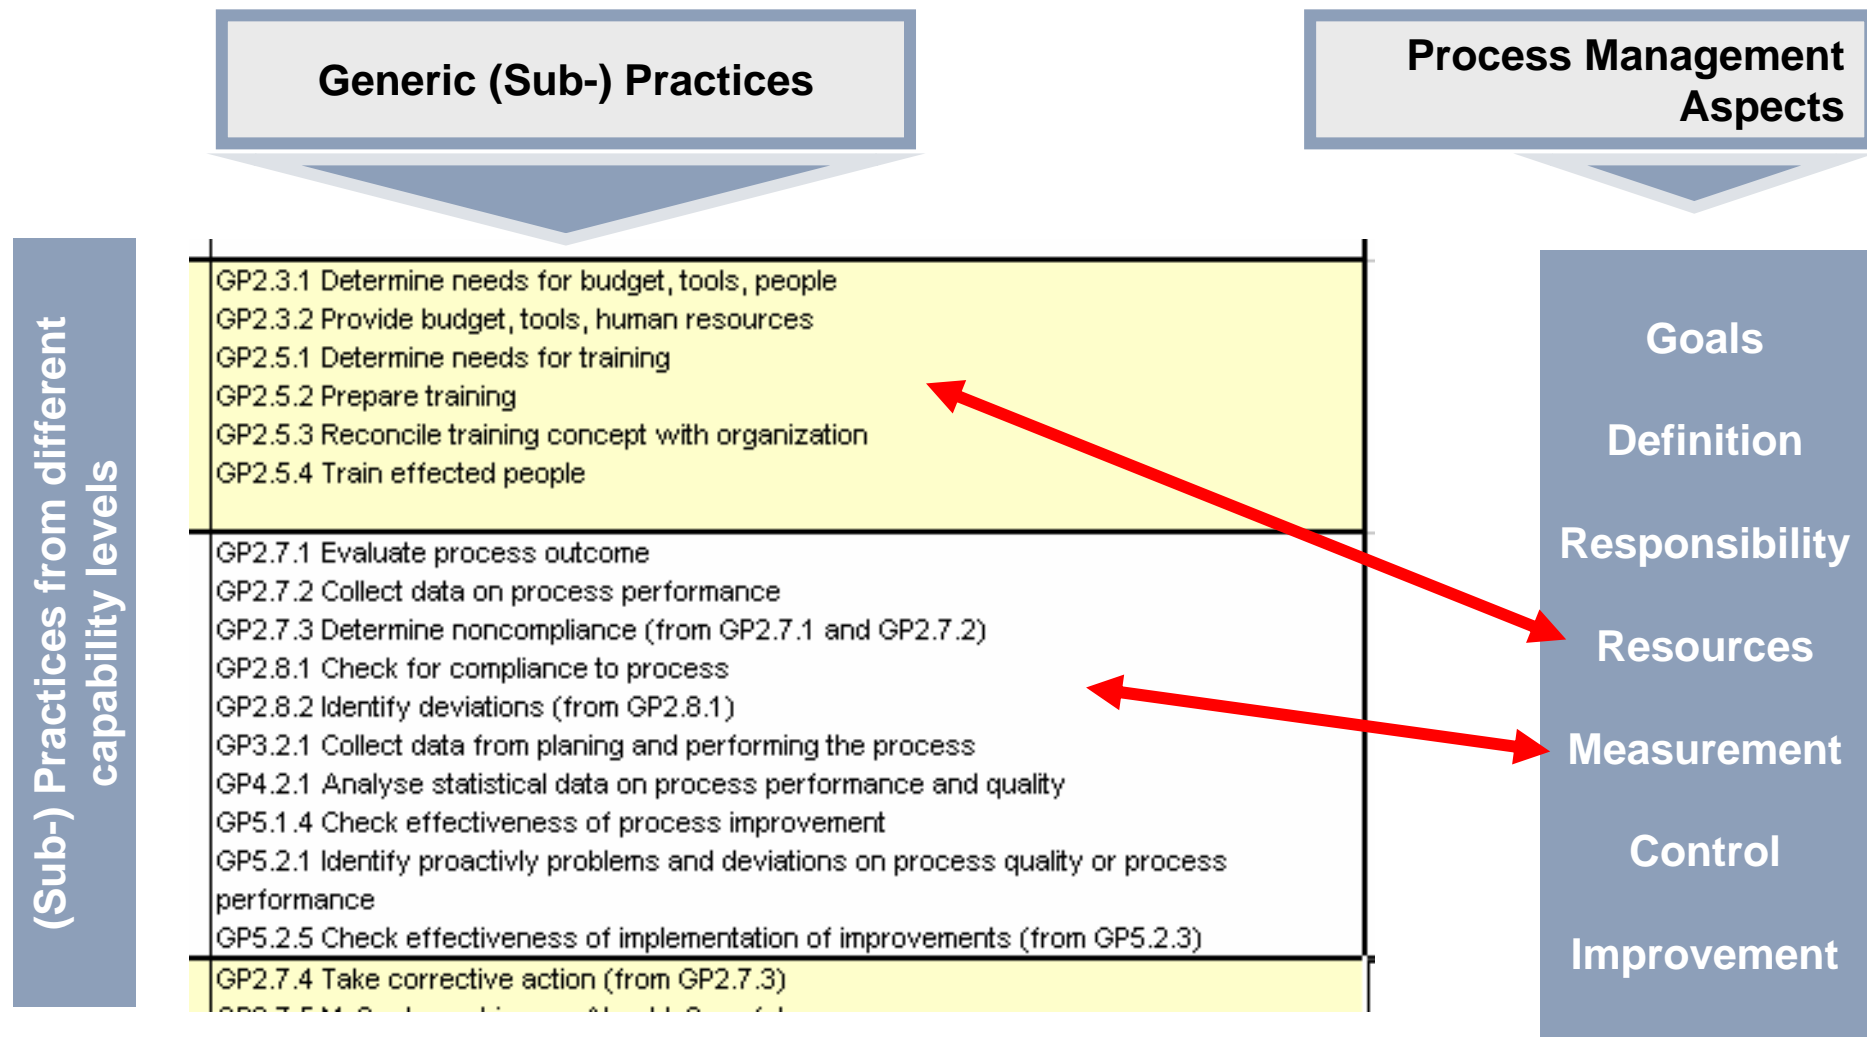 Generic (Sub-) Practices
Process Management
Aspects
(Sub-) Practices from different
capability levels
GP2.3.1 Determine needs for budget, tools, people
GP2.3.2 Provide budget, tools, human resources
GP2.5.1 Determine needs for training
GP2.5.2 Prepare training
GP2.5.3 Reconcile training concept with organization
GP2.5.4 Train effected people
GP2.7.1 Evaluate process outcome
GP2.7.2 Collect data on process performance
GP2.7.3 Determine noncompliance (from GP2.7.1 and GP2.7.2)
GP2.8.1 Check for compliance to process
GP2.8.2 Identify deviations (from GP2.8.1)
GP3.2.1 Collect data from planing and performing the process
GP4.2.1 Analyse statistical data on process performance and quality
GP5.1.4 Check effectiveness of process improvement
GP5.2.1 Identify proactivly problems and deviations on process quality or process
performance
GP5.2.5 Check effectiveness of implementation of improvements (from GP5.2.3)
GP2.7.4 Take corrective action (from GP2.7.3)
Goals
Definition
Responsibility
Resources
Measurement
Control
Improvement